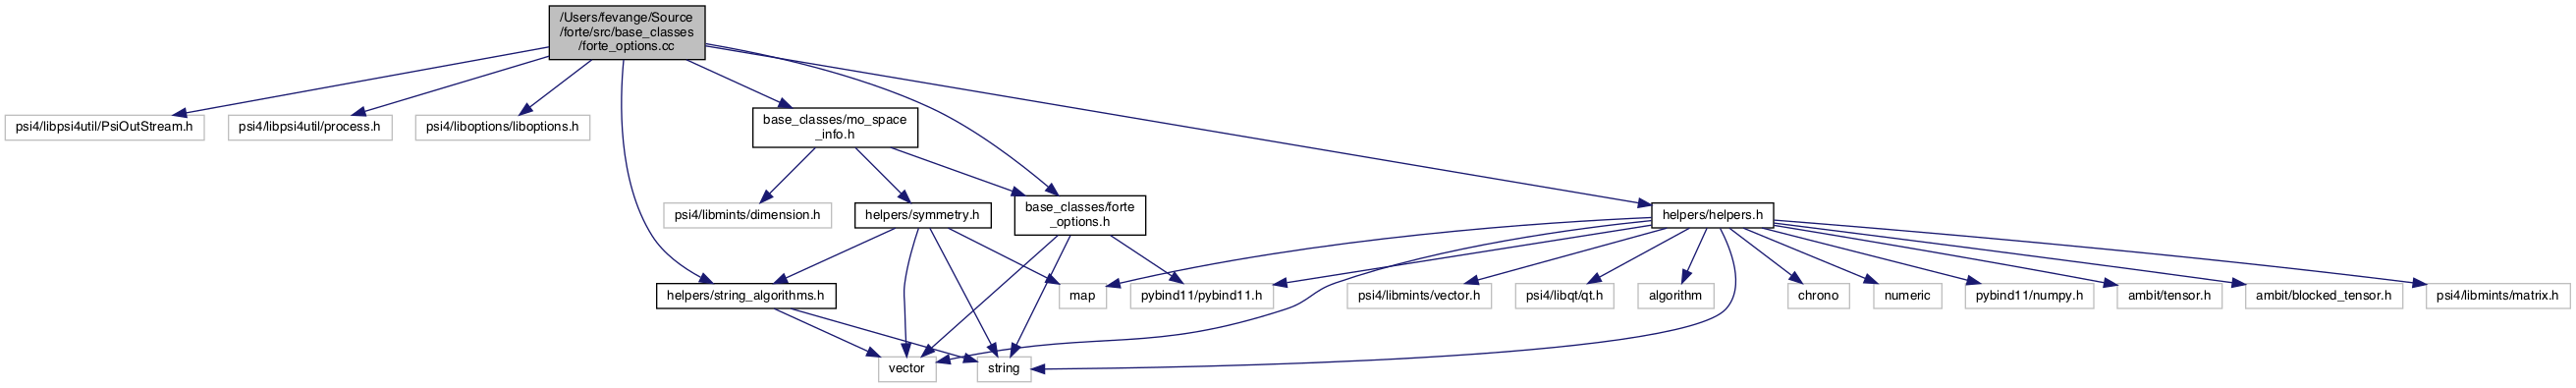 /Users/fevange/Source
/forte/src/base_classes
/forte_options.cc
psi4/libpsi4util/PsiOutStream.h
psi4/libpsi4util/process.h
psi4/liboptions/liboptions.h
base_classes/mo_space
_info.h
psi4/libmints/dimension.h
helpers/symmetry.h
base_classes/forte
_options.h
helpers/helpers.h
helpers/string_algorithms.h
map
pybind11/pybind11.h
psi4/libmints/vector.h
psi4/libqt/qt.h
algorithm
chrono
numeric
pybind11/numpy.h
ambit/tensor.h
ambit/blocked_tensor.h
psi4/libmints/matrix.h
vector
string